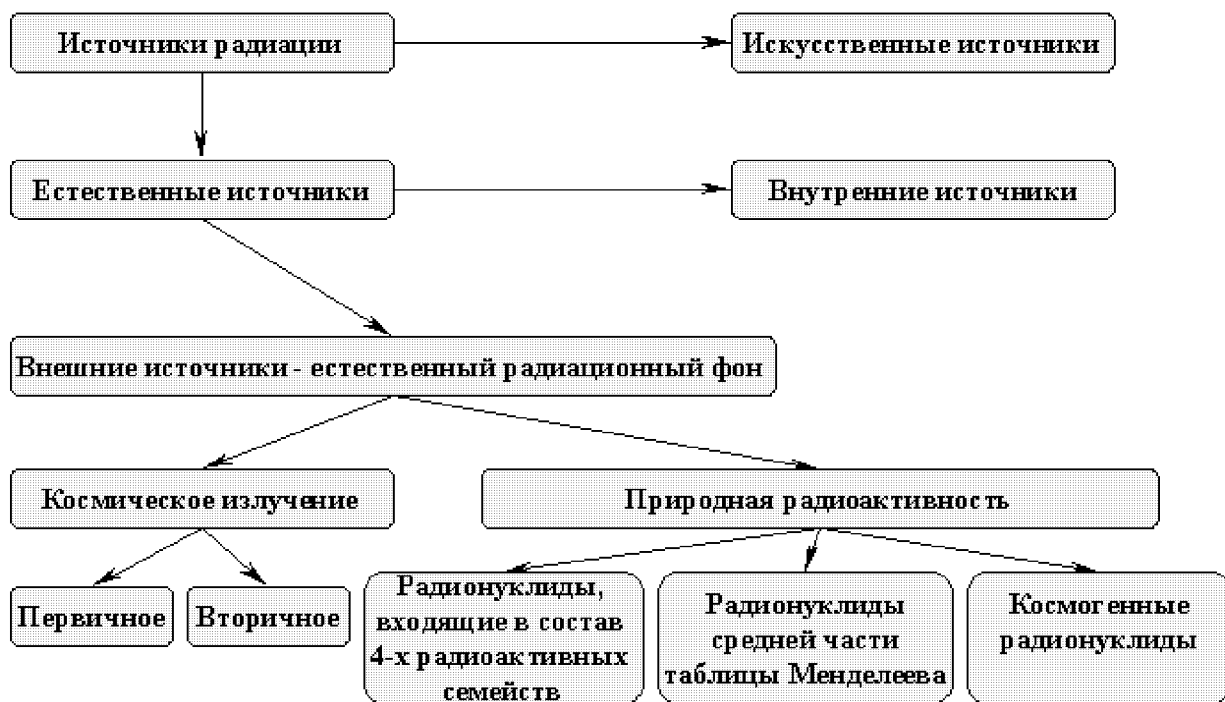 Источники радиации
Искусственные источники
Естественные источники
Внутренние источники
Внешние источники - естественный радиационный фон
Космическое излучение
Природная радиоактивность
Первичное
Вторичное
Радионуклиды,
входящие в состав
4-х радиоактивных
семейств
Радионуклиды
средней части
таблицы Менделеева
Космогенные
радионуклиды